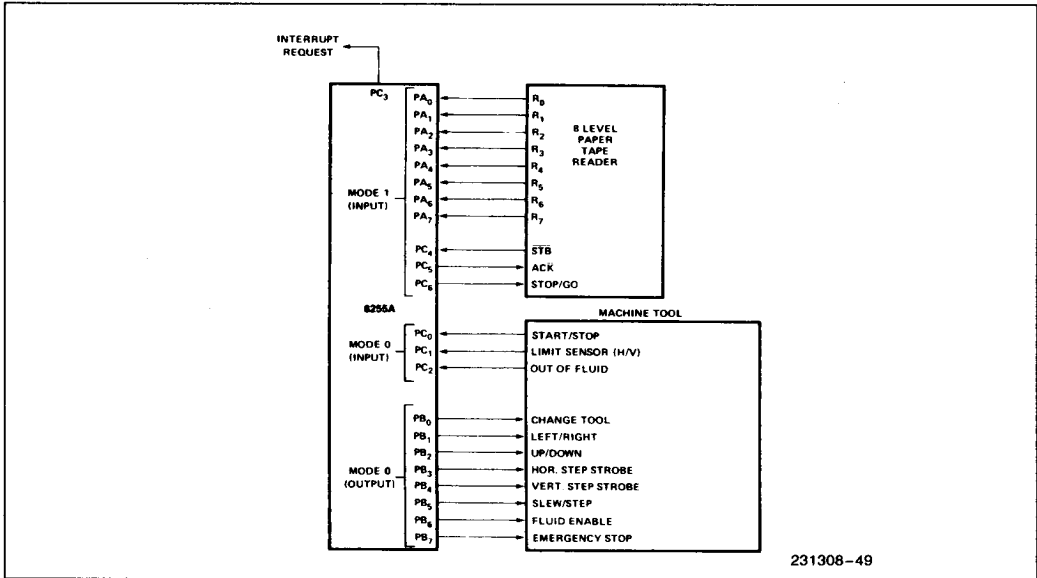 INTERRUPT
REQUEST
PC3
PA0
PA1
PA2
PA3
PA4
PA5
PA6
PA7
MODE 1
(INPUT)
PC4
PC5
PC6
R0
R1
R2
R3
R4
R5
R6
R7
8 LEVEL
PAPER
TAPE
READER
STB
ACK
STOP/GO
8255A
MACHINE TOOL
MODE 0
(INPUT)
PC0
PC1
PC2
START/STOP
LIMIT SENSOR (H/V)
OUT OF FLUID
MODE 0
(OUTPUT)
PB0
PB1
PB2
PB3
PB4
PB5
PB6
PB7
CHANGE TOOL
LEFT/RIGHT
UP/DOWN
HOR. STEP STROBE
VERT. STEP STROBE
SLEW/STEP
FLUID ENABLE
EMERGENCY STOP
231308-49